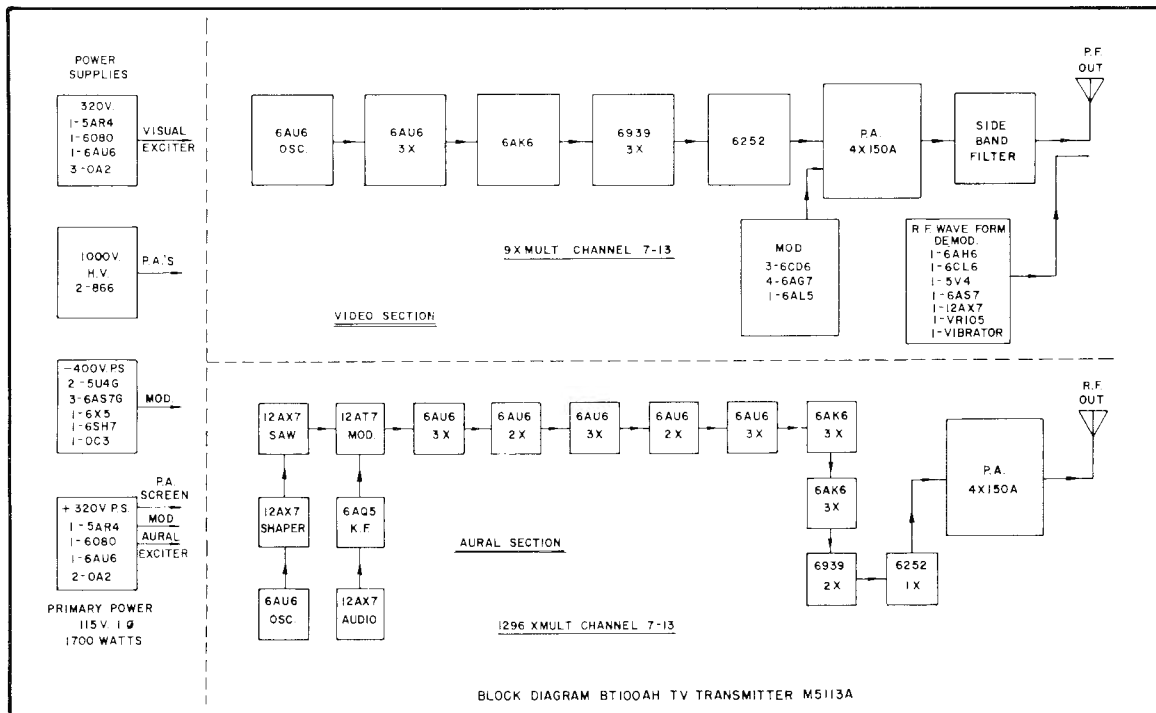 POWER
SUPPLIES
320V.
1-5AR4
1-6080
1-6AU6
3-0A2
VISUAL
EXCITER
1000V.
H.V.
2-866
P.A.'S
-400V. PS
2-5U4G
3-6AS7G
1-6X5
1-6SH7
1-0C3
MOD.
+320V P.S.
1-5AR4
1-6080
1-6AU6
2-0A2
P.A.
SCREEN
MOD
AURAL
EXCITER
PRIMARY POWER
115V. 1 Ø
1700 WATTS
6AU6
OSC.
6AU6
3X
6AK6
6939
3X
6252
P.A.
4X150A
SIDE
BAND
FILTER
R.F.
OUT
9XMULT CHANNEL 7-13
MOD
3-6CD6
4-6AG7
1-6AL5
R.F. WAVE FORM
DEMOD.
1-6AH6
1-6CL6
1-5V4
1-6AS7
1-12AX7
1-VR105
1-VIBRATOR
VIDEO SECTION
12AX7
SAW
12AT7
MOD.
6AU6
3X
6AU6
2X
6AU6
3X
6AU6
2X
6AU6
3X
6AK6
3X
6AK6
3X
6939
2X
6252
1X
P.A.
4X150A
R.F.
OUT
12AX7
SHAPER
6AQ5
K.F.
6AU6
OSC.
12AX7
AUDIO
AURAL SECTION
1296 XMULT CHANNEL 7-13
BLOCK DIAGRAM BT100AH TV TRANSMITTER M5113A